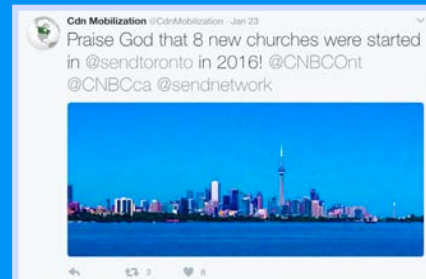 Cdn Mobilization @CdnMobilization · Jan 23
Praise God that 8 new churches were started
in @sendtoronto in 2016! @CNBCOnt
@CNBCca @sendnetwork
2 8